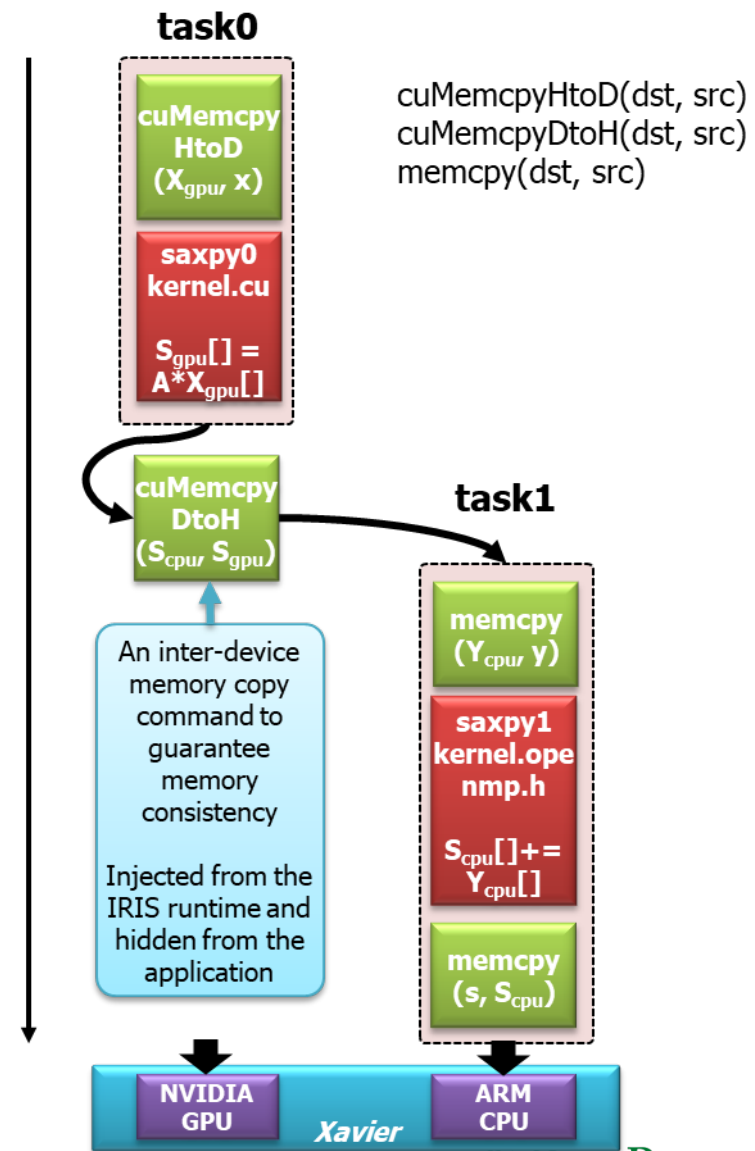 task0
cuMemcpy
HtoD
(Xgpu, x)
cuMemcpyHtoD(dst, src)
cuMemcpyDtoH(dst, src)
memcpy(dst, src)
saxpy0
kernel.cu
Sgpu[] =
A*Xgpu[]
cuMemcpy
DtoH
(Scpu, Sgpu)
An inter-device
memory copy
command to
guarantee
memory
consistency
Injected from the
IRIS runtime and
hidden from the
application
task1
memcpy
(Ycpu, y)
saxpy1
kernel.ope
nmp.h
Scpu[]+=
Ycpu[]
memcpy
(s, Scpu)
NVIDIA
GPU
Xavier
ARM
CPU